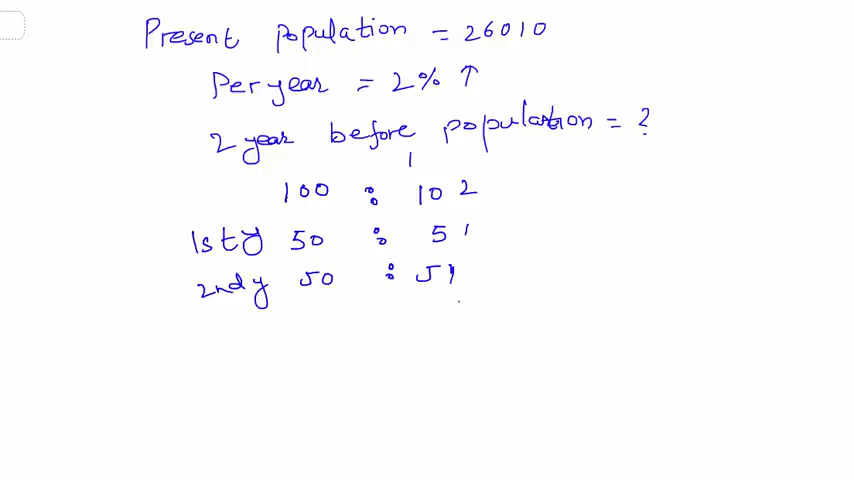 Present population = 26010
Per year = 2% ↑
2 year before population = ?
100 : 102
1st y 50 : 51
2nd y 50 : 51